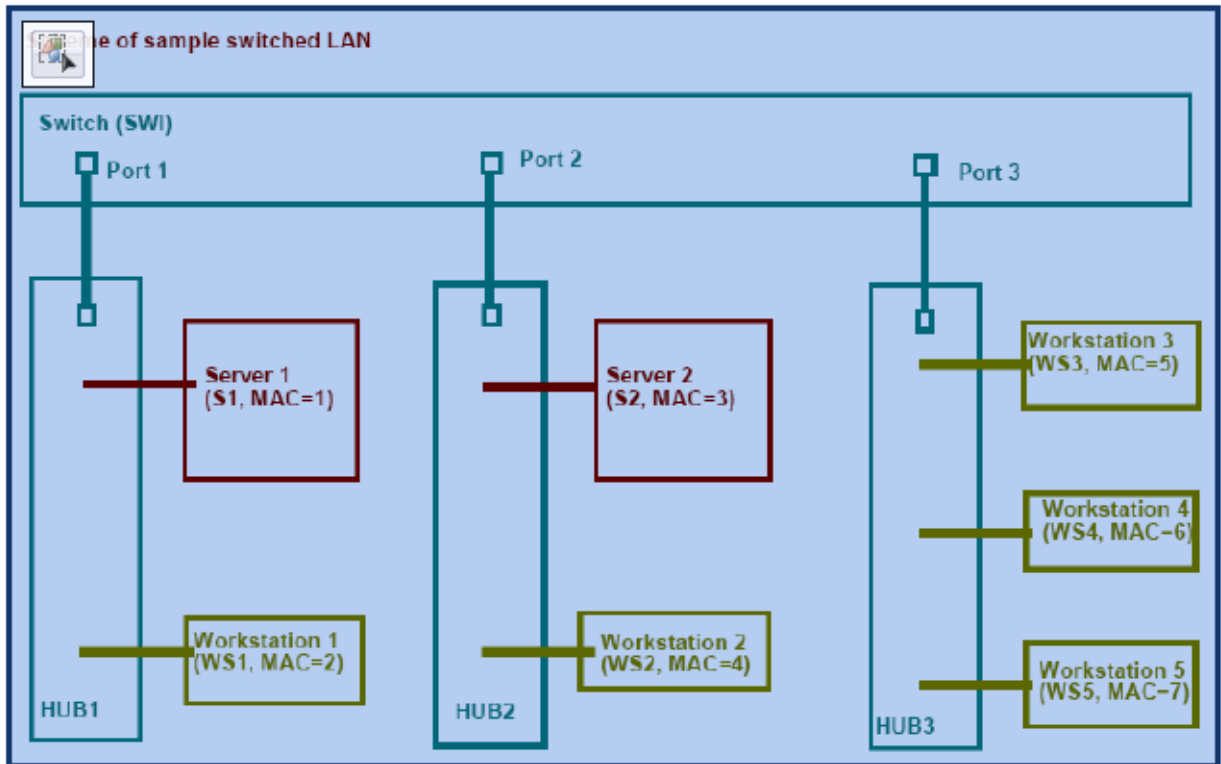 me of sample switched LAN
Switch (SWI)
Port 1
Port 2
Port 3
Server 1
(S1, MAC=1)
Server 2
(S2, MAC=3)
Workstation 3
(WS3, MAC=5)
Workstation 4
(WS4, MAC-6)
Workstation 1
(WS1, MAC=2)
Workstation 2
(WS2, MAC=4)
Workstation 5
(WS5, MAC-7)
HUB1
HUB2
HUB3